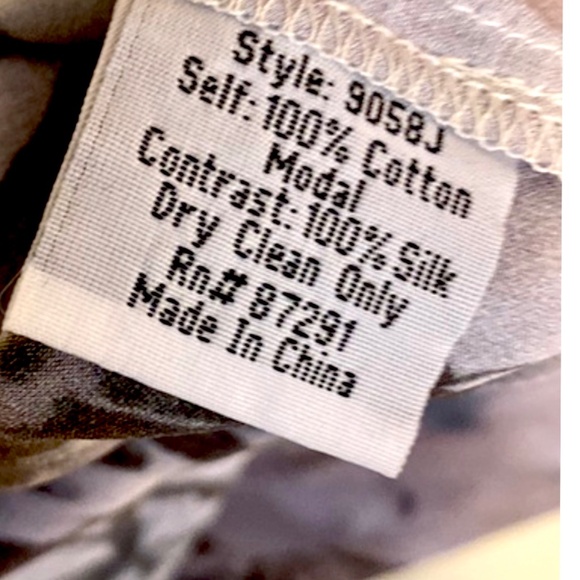 Style: 9058J
Self: 100% Cotton
Modal
Contrast: 100% Silk
Dry Clean Only
Rn# 87291
Made In China